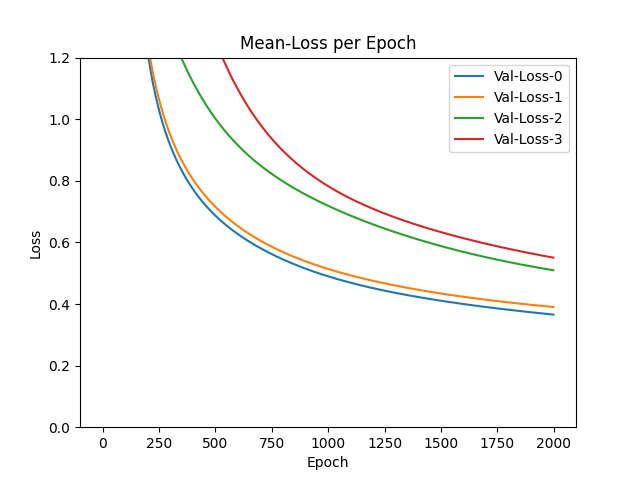 Mean-Loss per Epoch
Loss
1.2
1.0
0.8
0.6
0.4
0.2
0.0
Val-Loss-0
Val-Loss-1
Val-Loss-2
Val-Loss-3
0 250 500 750 1000 1250 1500 1750 2000
Epoch